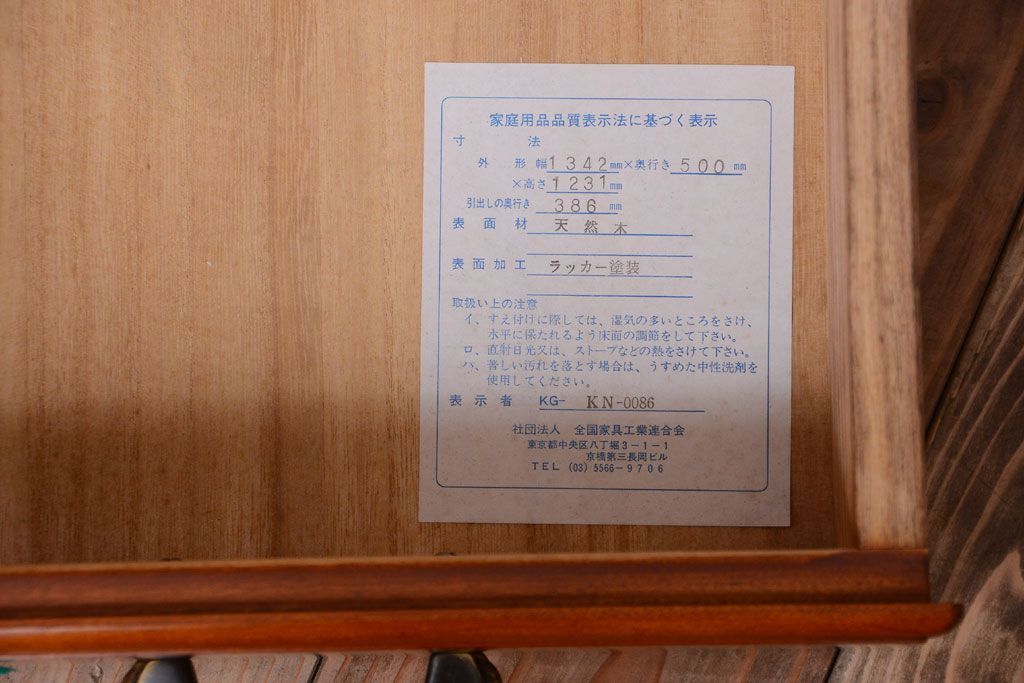 家庭用品品質表示法に基づく表示
寸法
外形 幅1342mm×奥行き500mm
×高さ1231mm
引出しの奥行き 386mm
表面材 天然木
表面加工 ラッカー塗装
取扱い上の注意
イ、すえ付けに際しては、湿気の多いところをさけ、
水平に保たれるよう床面の調節をして下さい。
ロ、直射日光又は、ストーブなどの熱をさけて下さい。
ハ、著しい汚れを落とす場合は、うすめた中性洗剤を
使用してください。
表示者 KG- KN-0086
社団法人 全国家具工業連合会
東京都中央区八丁堀3-1-1
京橋第三長岡ビル
TEL (03) 5566-9706